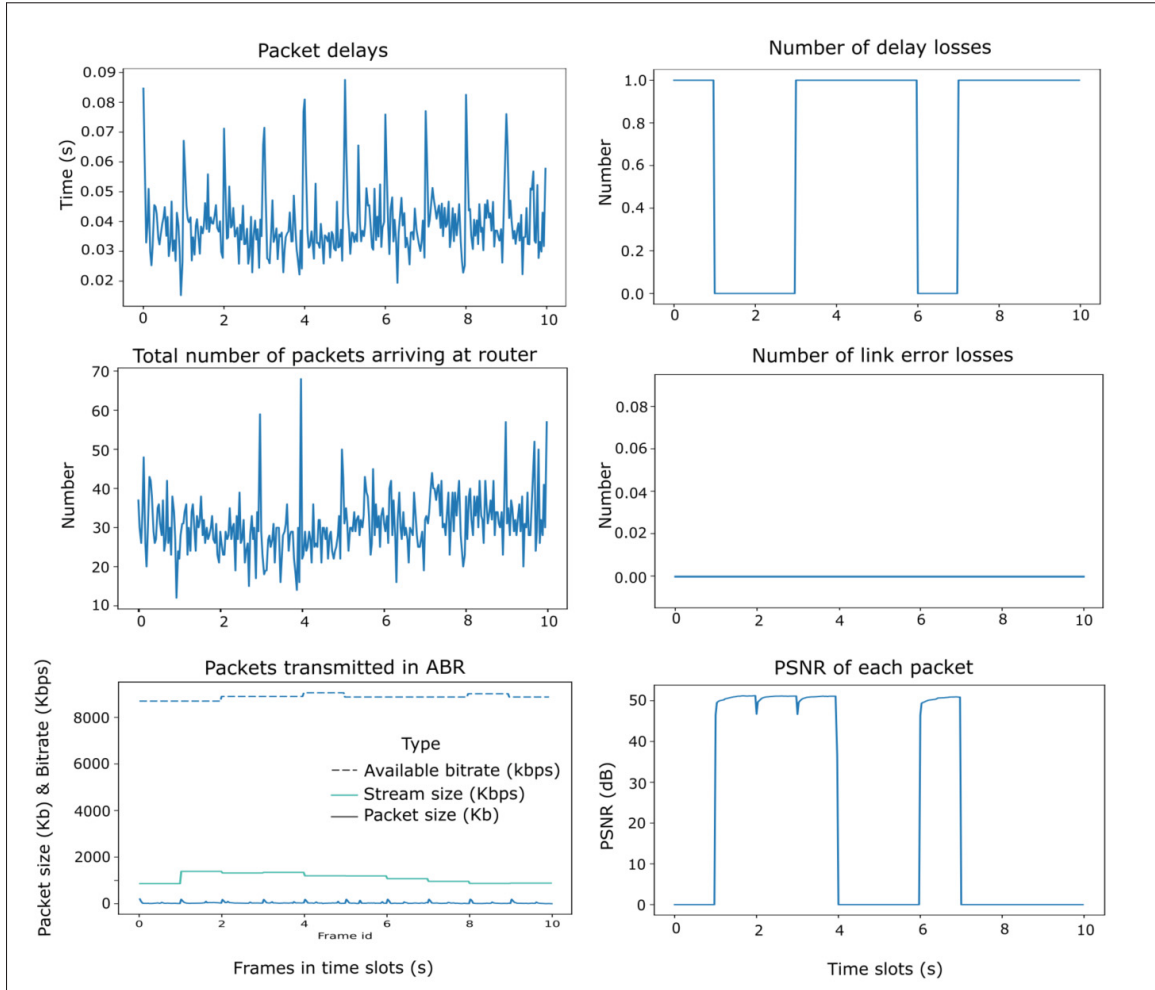 Packet delays
0.09
0.08
0.07
0.06
0.05
0.04
0.03
0.02
Time (s)
0 2 4 6 8 10
Number of delay losses
1.0
0.8
0.6
0.4
0.2
0.0
Number
0 2 4 6 8 10
Total number of packets arriving at router
70
60
50
40
30
20
10
Number
0 2 4 6 8 10
Number of link error losses
0.08
0.06
0.04
0.02
0.00
Number
0 2 4 6 8 10
Packets transmitted in ABR
8000
6000
4000
2000
0
Packet size (Kb) & Bitrate (Kbps)
Type
Available bitrate (kbps)
Stream size (Kbps)
Packet size (Kb)
0 2 4 6 8 10
Frame id
Frames in time slots (s)
PSNR of each packet
50
40
30
20
10
0
PSNR (dB)
0 2 4 6 8 10
Time slots (s)